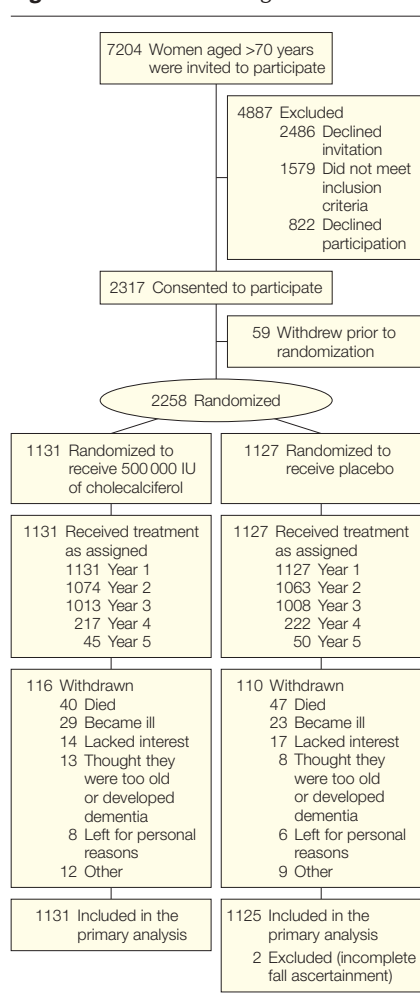 7204 Women aged >70 years
were invited to participate
4887 Excluded
2486 Declined
invitation
1579 Did not meet
inclusion
criteria
822 Declined
participation
2317 Consented to participate
59 Withdrew prior to
randomization
2258 Randomized
1131 Randomized to
receive 500 000 IU
of cholecalciferol
1127 Randomized to
receive placebo
1131 Received treatment
as assigned
1131 Year 1
1074 Year 2
1013 Year 3
217 Year 4
45 Year 5
1127 Received treatment
as assigned
1127 Year 1
1063 Year 2
1008 Year 3
222 Year 4
50 Year 5
116 Withdrawn
40 Died
29 Became ill
14 Lacked interest
13 Thought they
were too old
or developed
dementia
8 Left for personal
reasons
12 Other
110 Withdrawn
47 Died
23 Became ill
17 Lacked interest
8 Thought they
were too old
or developed
dementia
6 Left for personal
reasons
9 Other
1131 Included in the
primary analysis
1125 Included in the
primary analysis
2 Excluded (incomplete
fall ascertainment)